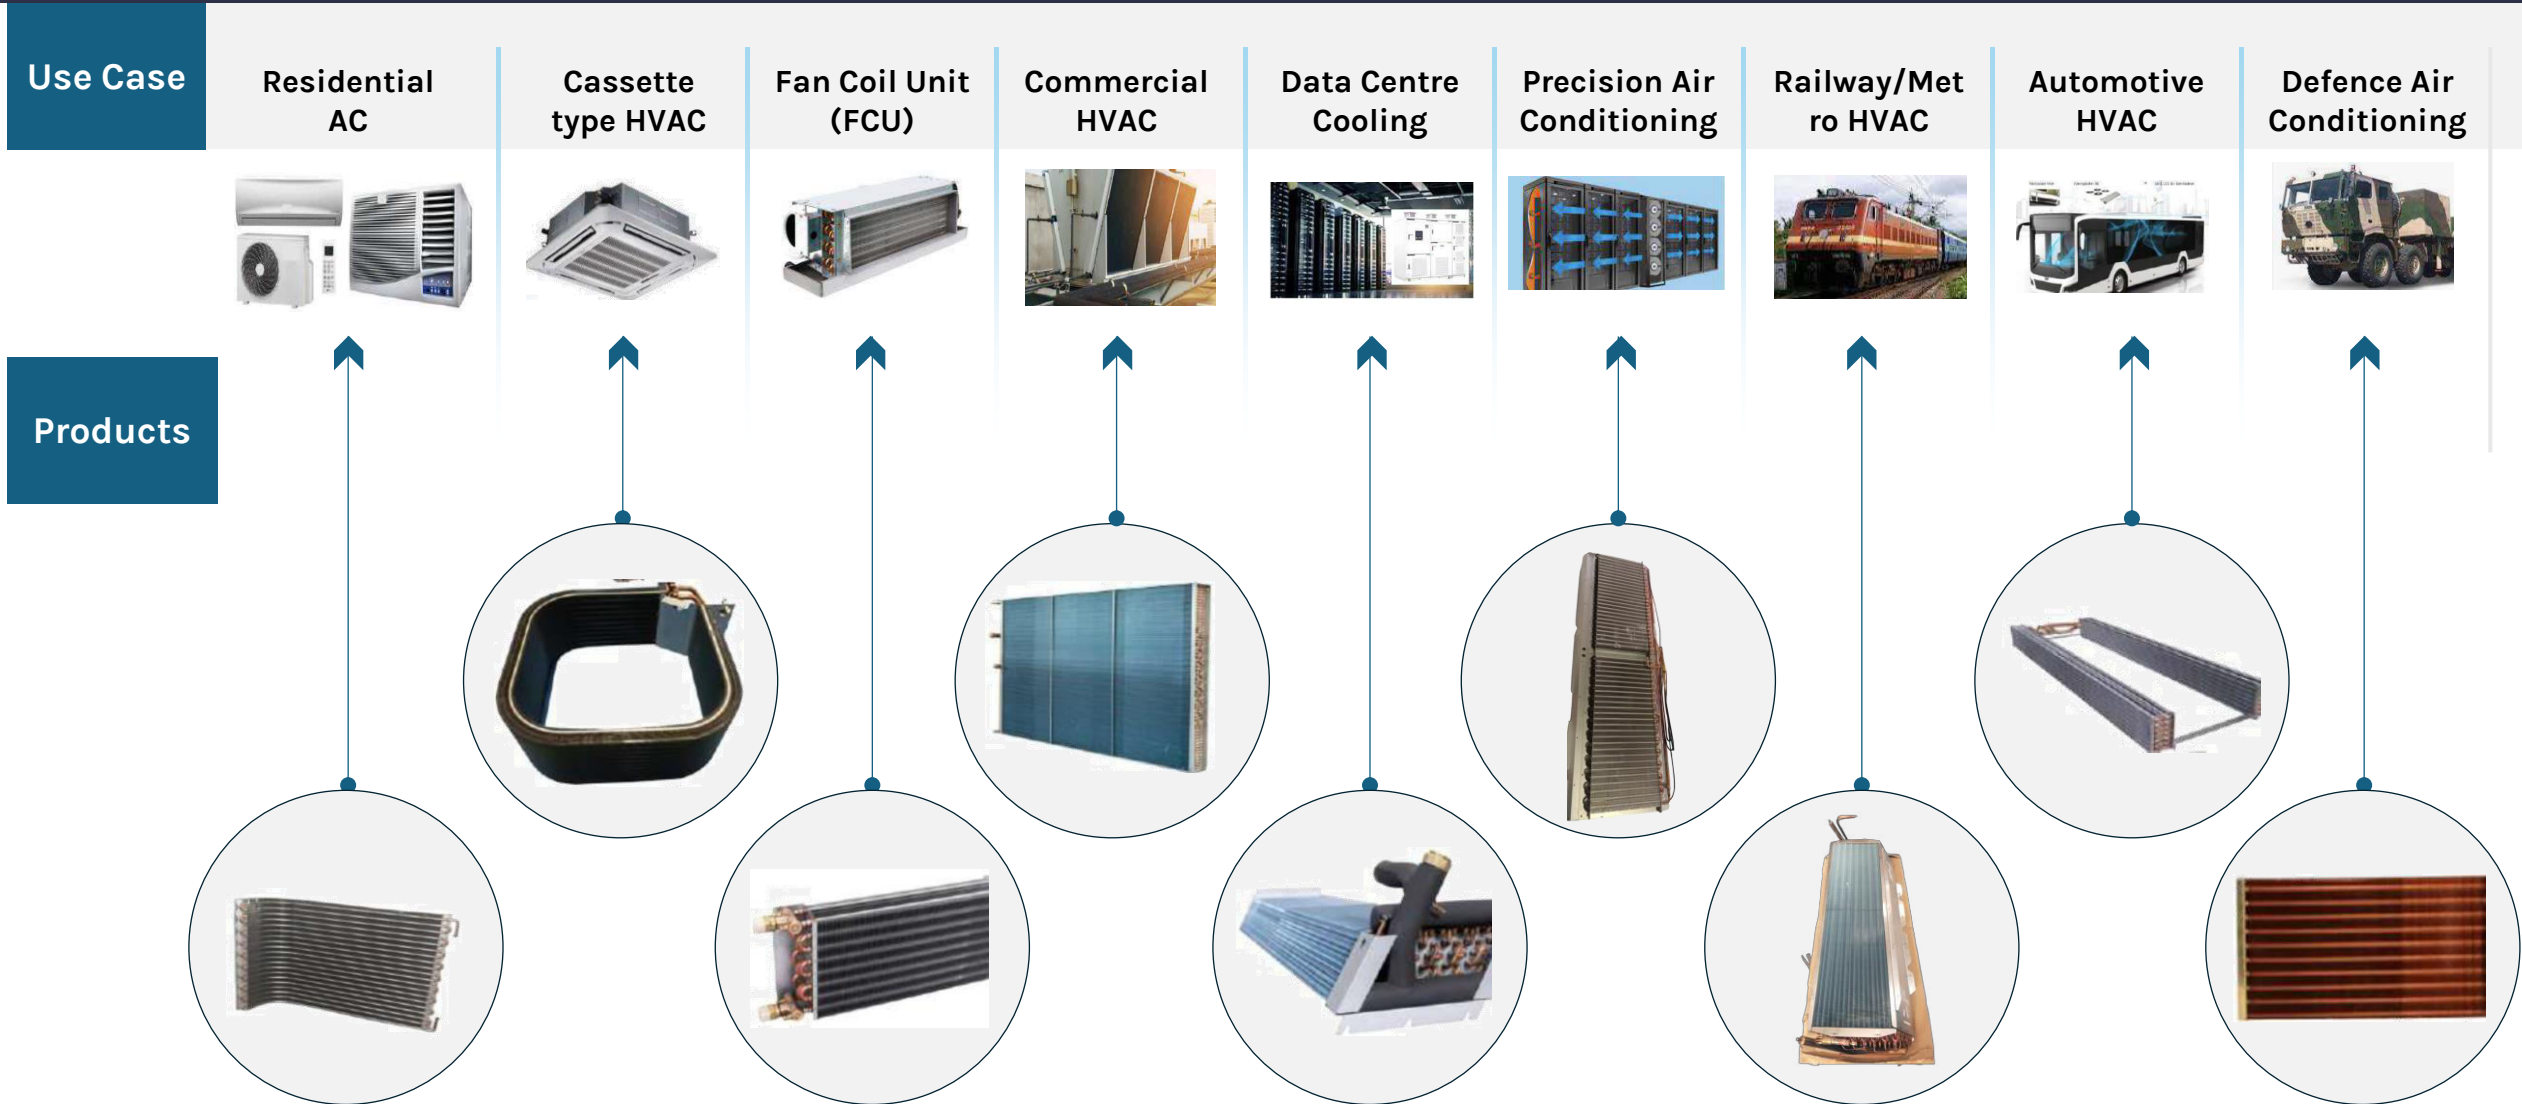 Use Case
Residential
AC
Cassette
type HVAC
Fan Coil Unit
(FCU)
Commercial
HVAC
Data Centre
Cooling
Precision Air
Conditioning
Railway/Met
ro HVAC
Automotive
HVAC
Defence Air
Conditioning
Products